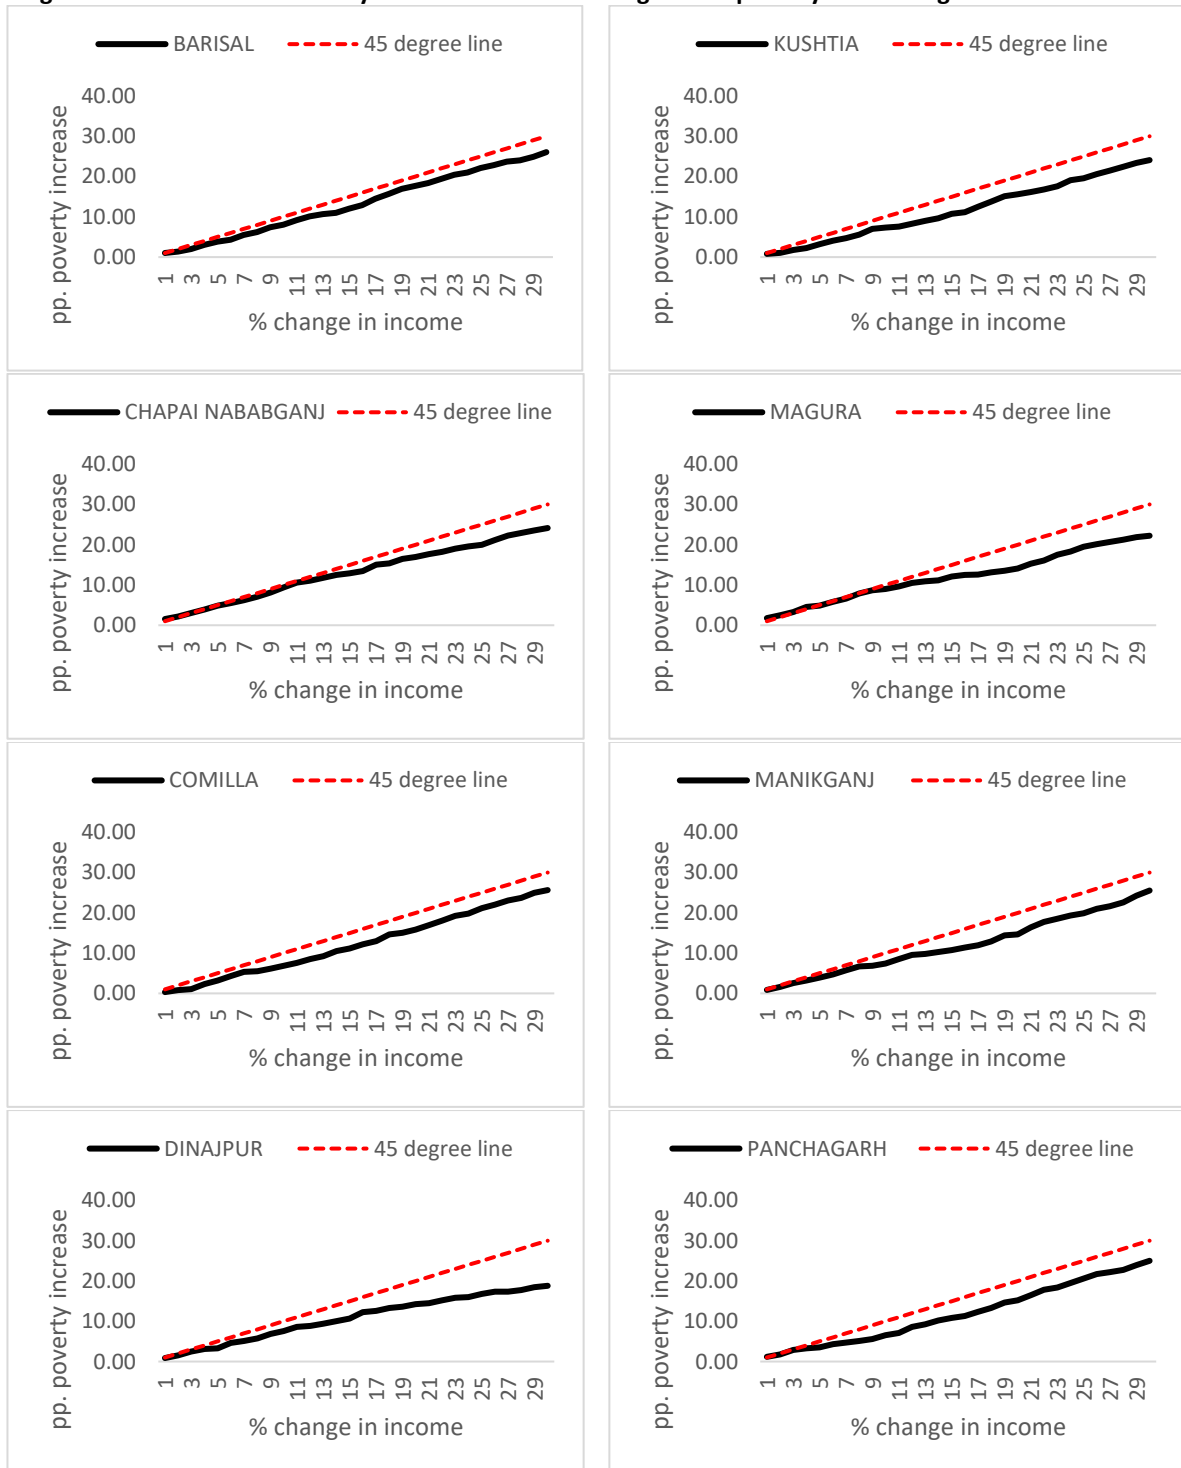 BARISAL 45 degree line
pp. poverty increase
40.00
30.00
20.00
10.00
0.00
1 3 5 7 9 11 13 15 17 19 21 23 25 27 29
% change in income
KUSHTIA 45 degree line
pp. poverty increase
40.00
30.00
20.00
10.00
0.00
1 3 5 7 9 11 13 15 17 19 21 23 25 27 29
% change in income
CHAPAI NABABGANJ 45 degree line
pp. poverty increase
40.00
30.00
20.00
10.00
0.00
1 3 5 7 9 11 13 15 17 19 21 23 25 27 29
% change in income
MAGURA 45 degree line
pp. poverty increase
40.00
30.00
20.00
10.00
0.00
1 3 5 7 9 11 13 15 17 19 21 23 25 27 29
% change in income
COMILLA 45 degree line
pp. poverty increase
40.00
30.00
20.00
10.00
0.00
1 3 5 7 9 11 13 15 17 19 21 23 25 27 29
% change in income
MANIKGANJ 45 degree line
pp. poverty increase
40.00
30.00
20.00
10.00
0.00
1 3 5 7 9 11 13 15 17 19 21 23 25 27 29
% change in income
DINAJPUR 45 degree line
pp. poverty increase
40.00
30.00
20.00
10.00
0.00
1 3 5 7 9 11 13 15 17 19 21 23 25 27 29
% change in income
PANCHAGARH 45 degree line
pp. poverty increase
40.00
30.00
20.00
10.00
0.00
1 3 5 7 9 11 13 15 17 19 21 23 25 27 29
% change in income